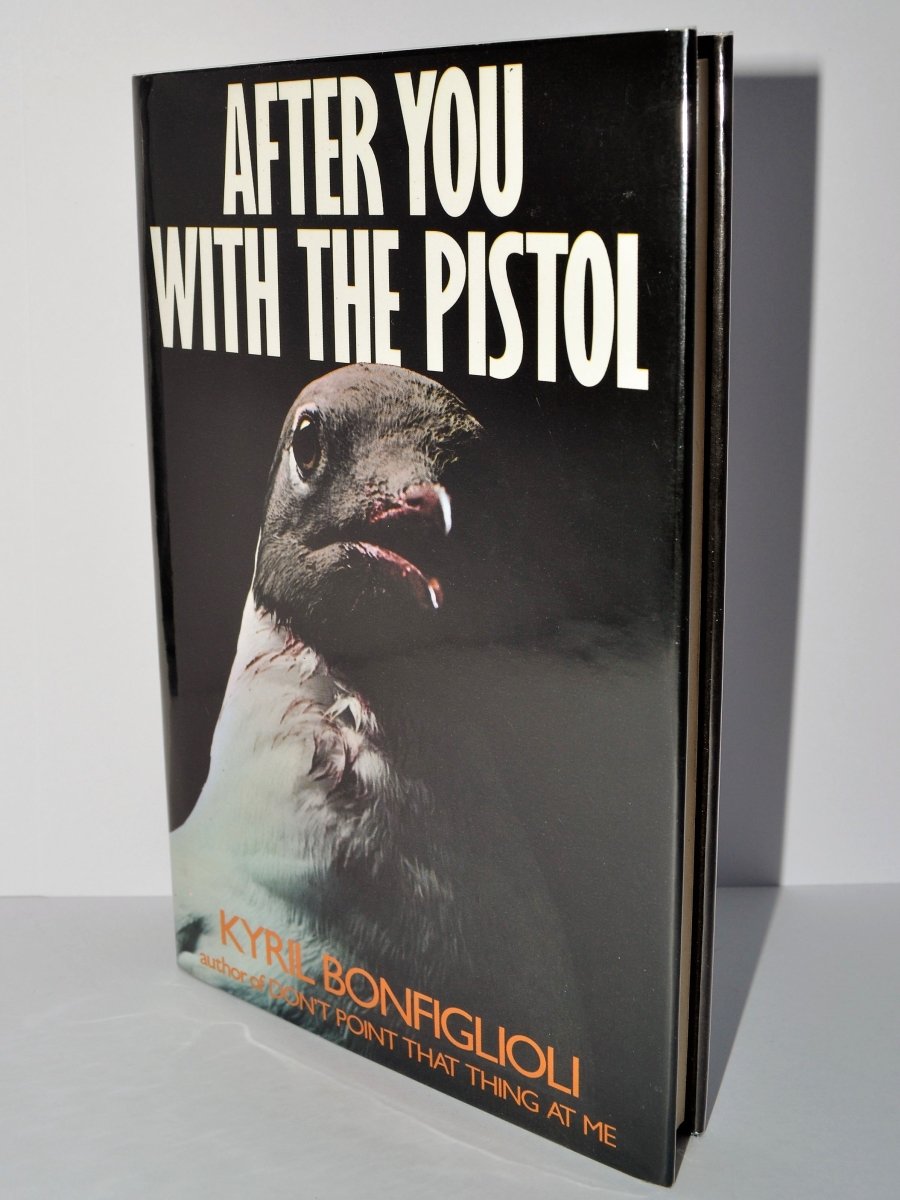 AFTER YOU
WITH THE PISTOL
KYRIL BONFIGLIOLI
author of DON'T POINT THAT THING AT ME